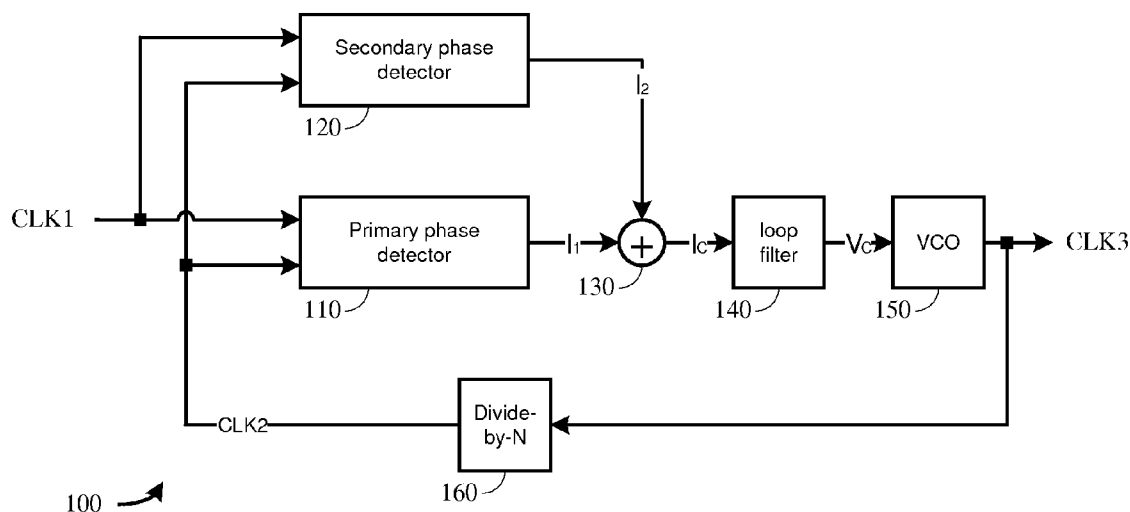 Secondary phase
detector
I2
120
CLK1
Primary phase
detector
I1
+
IC
loop
filter
VC
VCO
CLK3
110
130
140
150
CLK2
Divide-
by-N
160
100